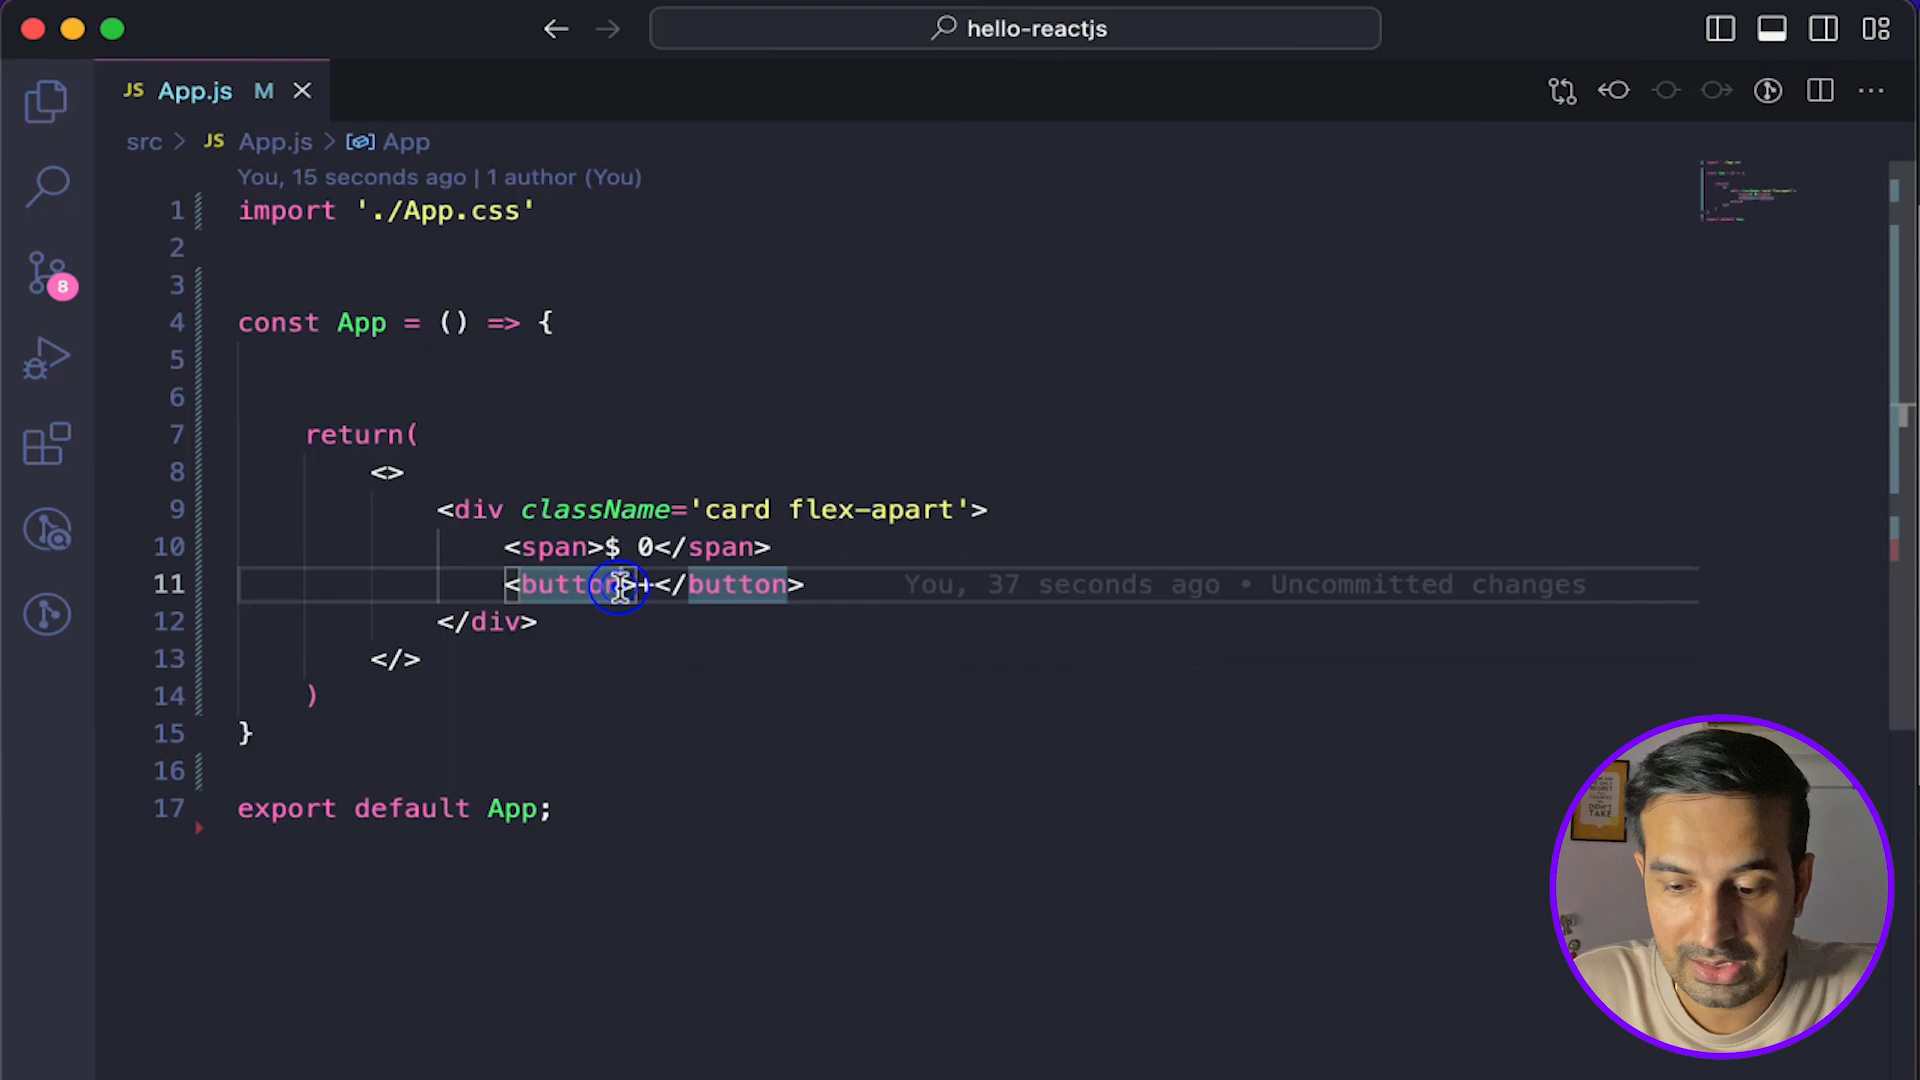 hello-reactjs
JS App.js M
src > JS App.js > App
You, 15 seconds ago | 1 author (You)
1 import './App.css'
2
3
4 const App = () => {
5
6
7 return(
8 <>
9 <div className='card flex-apart'>
10 <span>$ 0</span>
11 <button>+</button> You, 37 seconds ago • Uncommitted changes
12 </div>
13 </>
14 )
15 }
16
17 export default App;
8
DIDN'T
TAKE